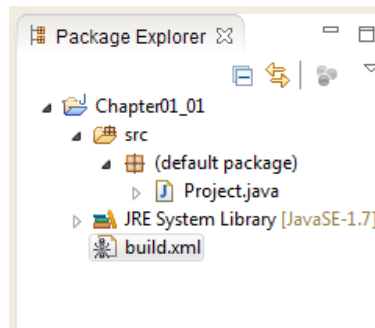 Package Explorer
Chapter01_01
src
(default package)
Project.java
JRE System Library [JavaSE-1.7]
build.xml